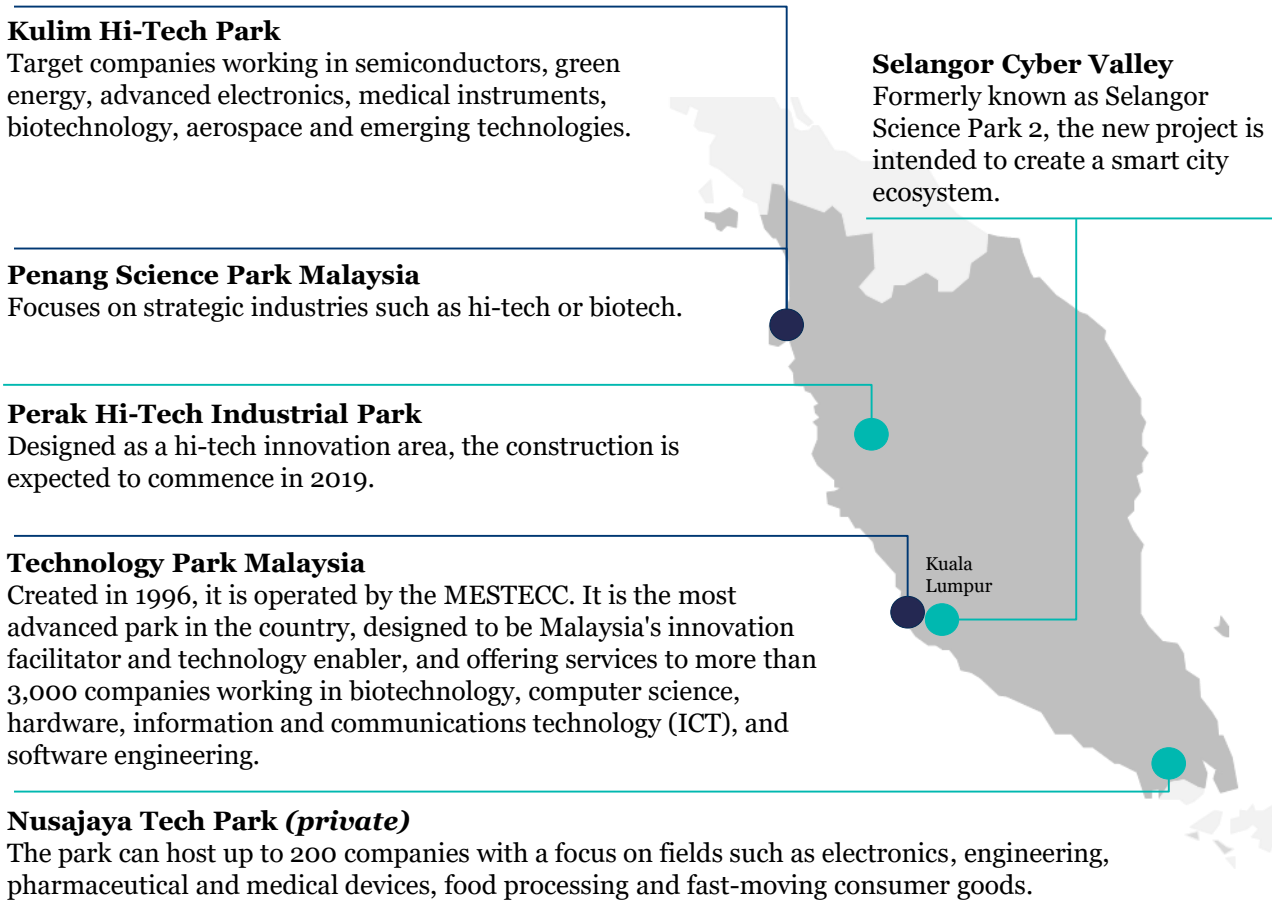 Kulim Hi-Tech Park
Target companies working in semiconductors, green
energy, advanced electronics, medical instruments,
biotechnology, aerospace and emerging technologies.
Selangor Cyber Valley
Formerly known as Selangor
Science Park 2, the new project is
intended to create a smart city
ecosystem.
Penang Science Park Malaysia
Focuses on strategic industries such as hi-tech or biotech.
Perak Hi-Tech Industrial Park
Designed as a hi-tech innovation area, the construction is
expected to commence in 2019.
Technology Park Malaysia
Created in 1996, it is operated by the MESTECC. It is the most
advanced park in the country, designed to be Malaysia's innovation
facilitator and technology enabler, and offering services to more than
3,000 companies working in biotechnology, computer science,
hardware, information and communications technology (ICT), and
software engineering.
Kuala
Lumpur
Nusajaya Tech Park (private)
The park can host up to 200 companies with a focus on fields such as electronics, engineering,
pharmaceutical and medical devices, food processing and fast-moving consumer goods.